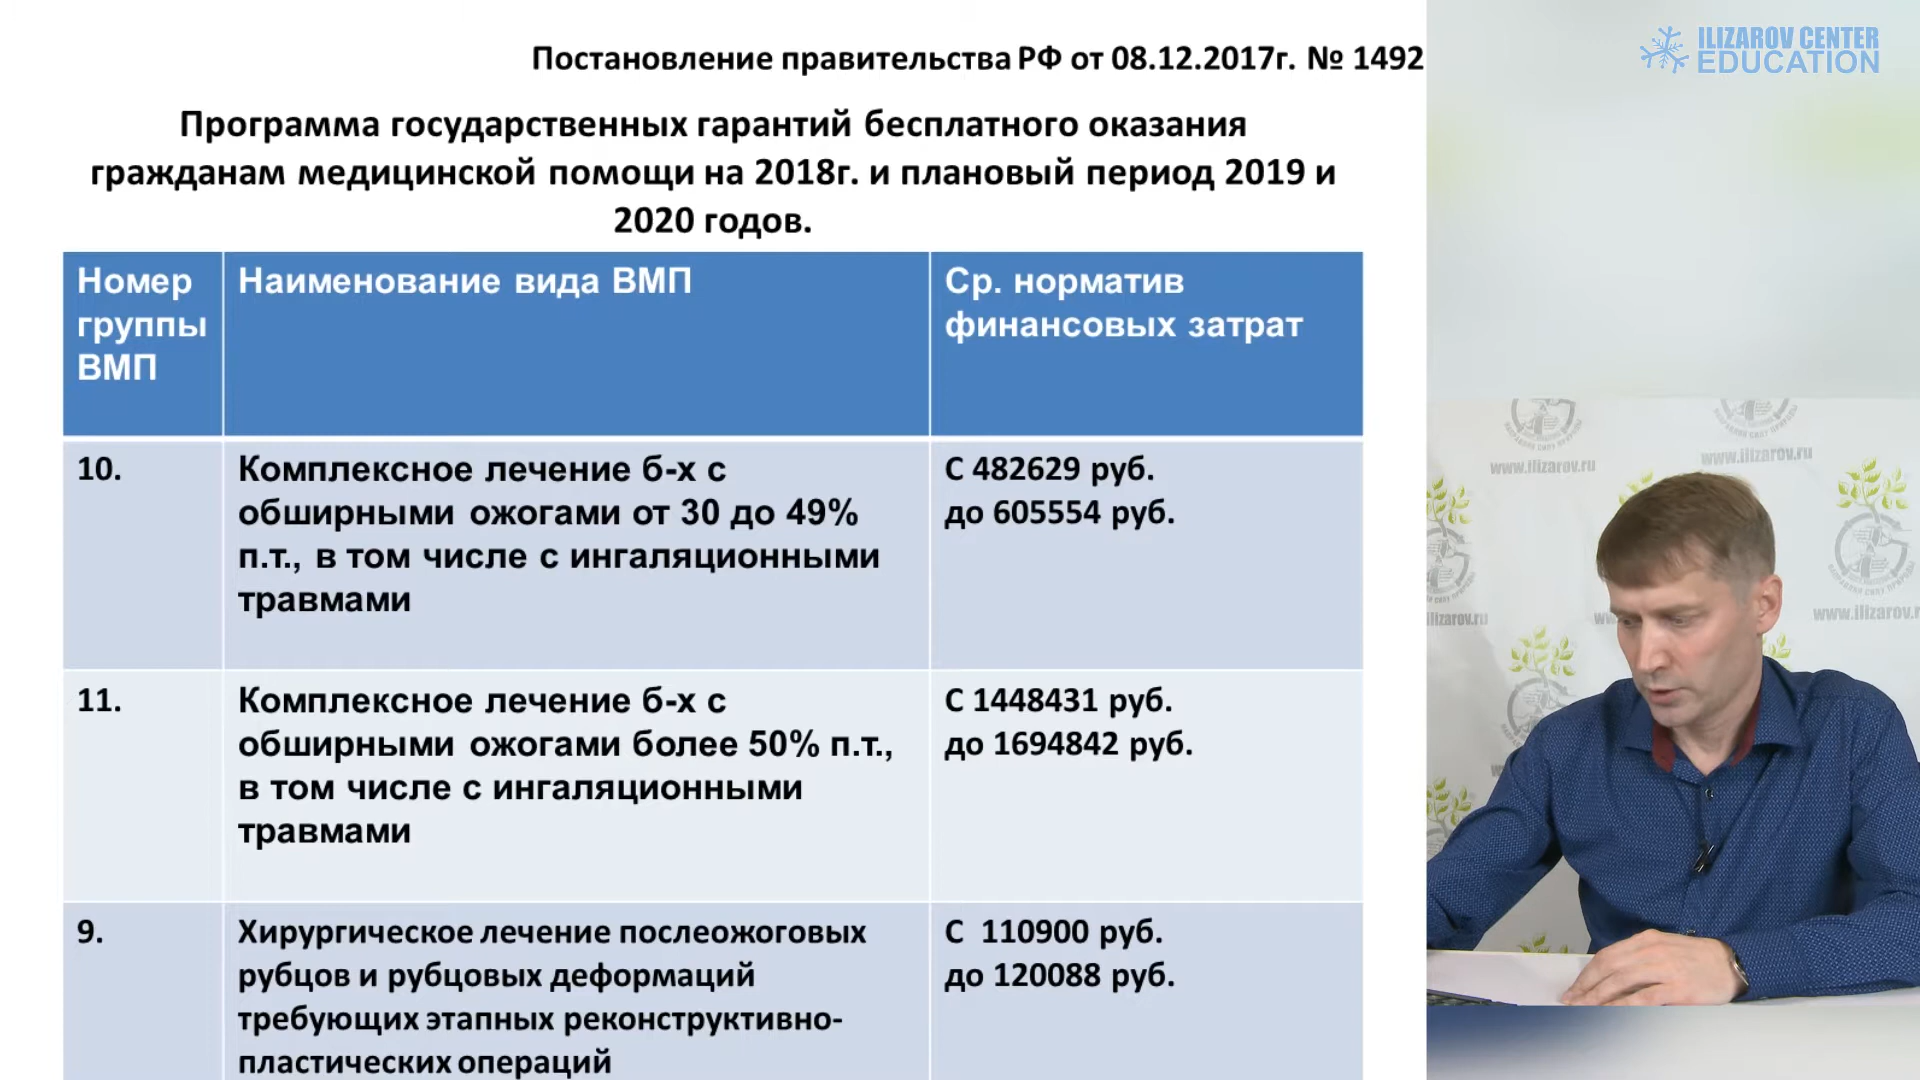 Постановление правительства РФ от 08.12.2017г. № 1492
Программа государственных гарантий бесплатного оказания
гражданам медицинской помощи на 2018г. и плановый период 2019 и
2020 годов.
Номер
группы
ВМП
Наименование вида ВМП
Ср. норматив
финансовых затрат
10.
Комплексное лечение б-х с
обширными ожогами от 30 до 49%
п.т., в том числе с ингаляционными
травмами
С 482629 руб.
до 605554 руб.
11.
Комплексное лечение б-х с
обширными ожогами более 50% п.т.,
в том числе с ингаляционными
травмами
С 1448431 руб.
до 1694842 руб.
9.
Хирургическое лечение послеожоговых
рубцов и рубцовых деформаций
требующих этапных реконструктивно-
пластических операций
С  110900 руб.
до 120088 руб.
ILIZAROV CENTER
EDUCATION
www.ilizarov.ru
www.ilizarov.ru
www.ilizarov.r
ilizarov.ru